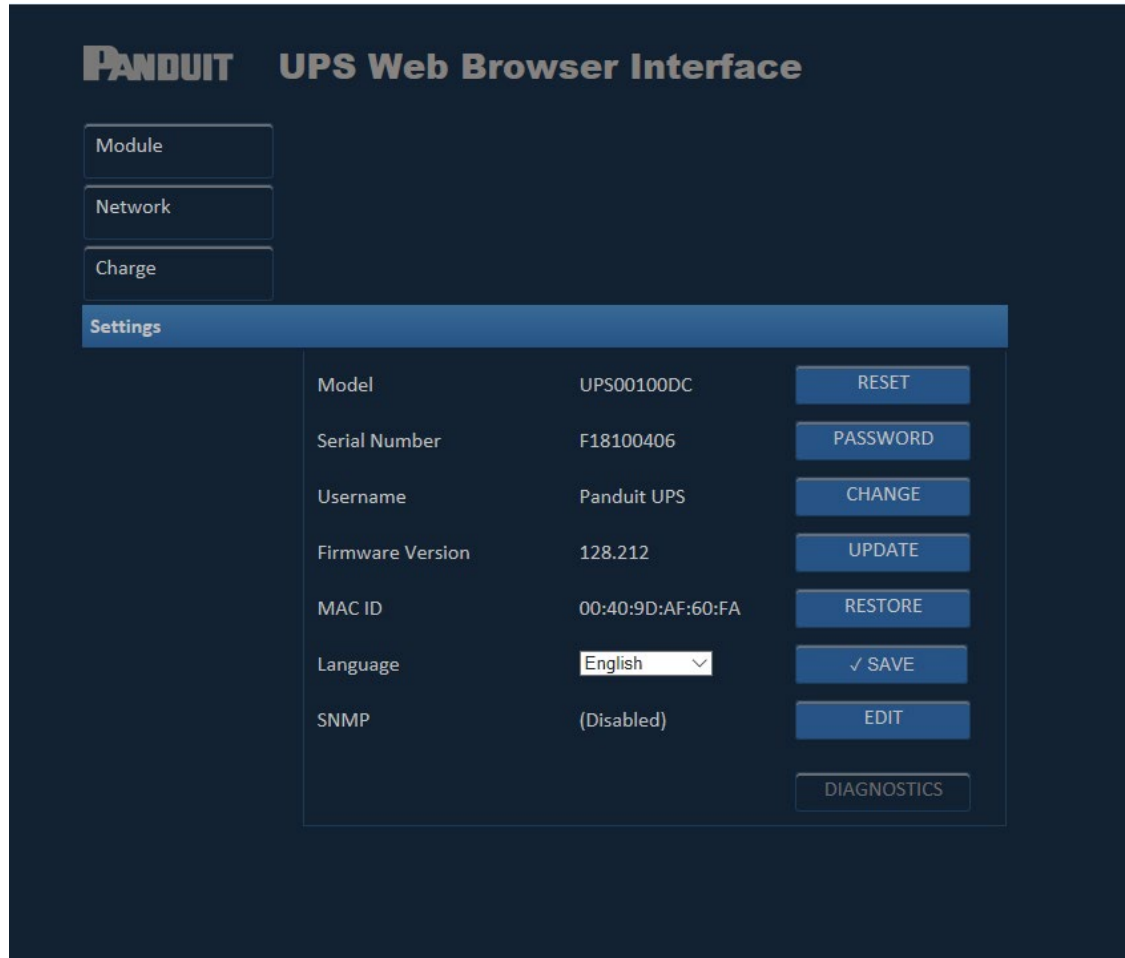 PANDUIT UPS Web Browser Interface
Module
Network
Charge
Settings
Model UPS00100DC RESET
Serial Number F18100406 PASSWORD
Username Panduit UPS CHANGE
Firmware Version 128.212 UPDATE
MAC ID 00:40:9D:AF:60:FA RESTORE
Language English ✓ SAVE
SNMP (Disabled) EDIT
DIAGNOSTICS